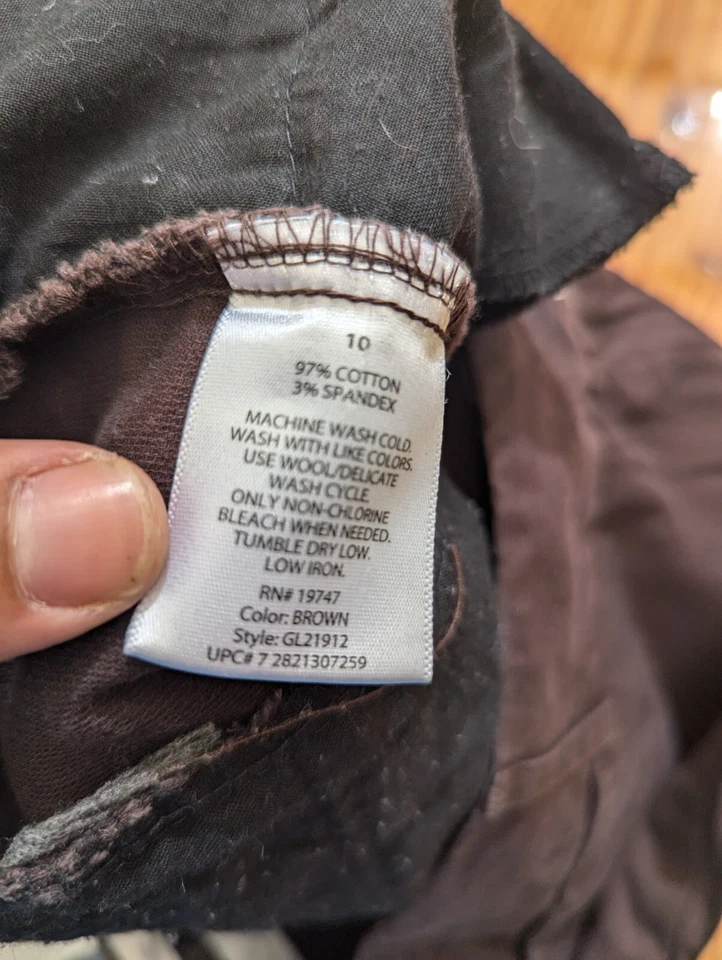 10
97% COTTON
3% SPANDEX
MACHINE WASH COLD.
WASH WITH LIKE COLORS.
USE WOOL/DELICATE
WASH CYCLE.
ONLY NON-CHLORINE
BLEACH WHEN NEEDED.
TUMBLE DRY LOW.
LOW IRON.
RN# 19747
Color: BROWN
Style: GL21912
UPC# 7 2821307259